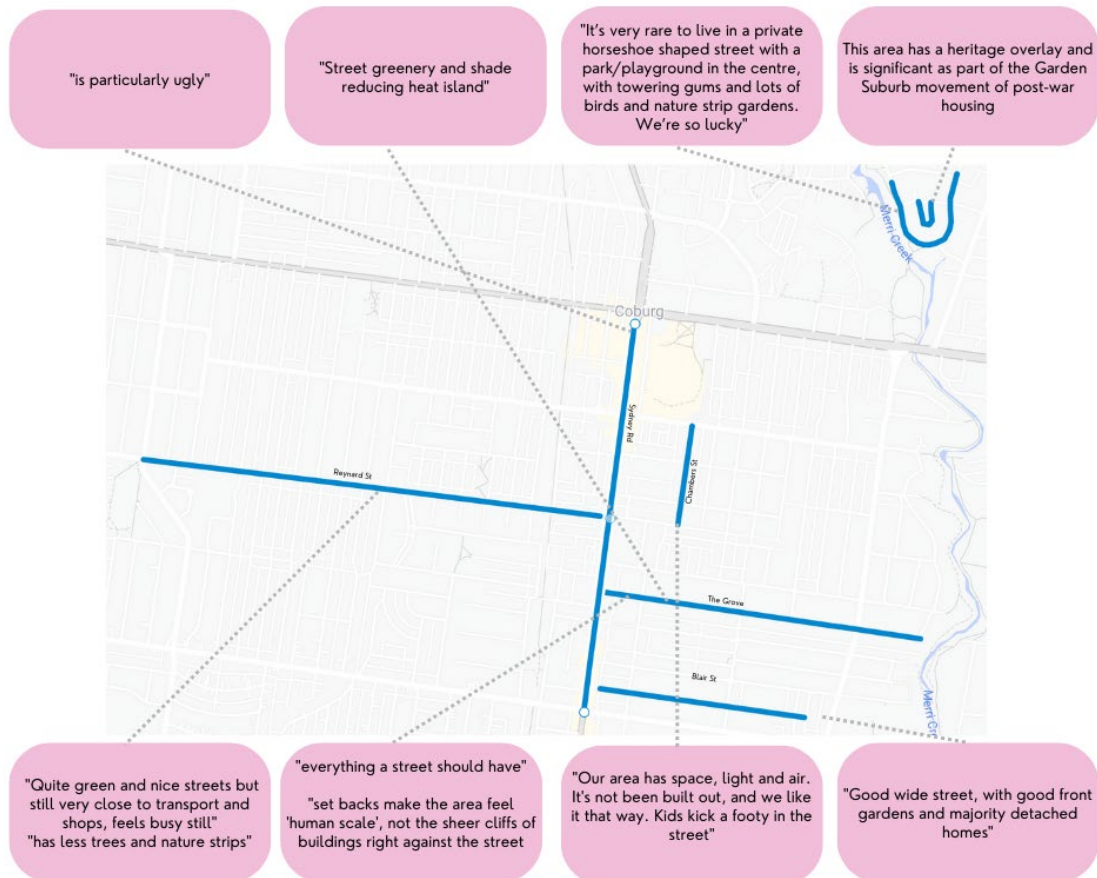 "is particularly ugly"
"Street greenery and shade
reducing heat island"
"It's very rare to live in a private
horseshoe shaped street with a
park/playground in the centre,
with towering gums and lots of
birds and nature strip gardens.
We're so lucky"
This area has a heritage overlay and
is significant as part of the Garden
Suburb movement of post-war
housing
Merri Creek
Coburg
Sydney Rd
Chambers St
Reynard St
The Grove
Blair St
Merri Cre
"Quite green and nice streets but
still very close to transport and
shops, feels busy still"
"has less trees and nature strips"
"everything a street should have"
"set backs make the area feel
'human scale', not the sheer cliffs of
buildings right against the street
"Our area has space, light and air.
It's not been built out, and we like
it that way. Kids kick a footy in the
street"
"Good wide street, with good front
gardens and majority detached
homes"